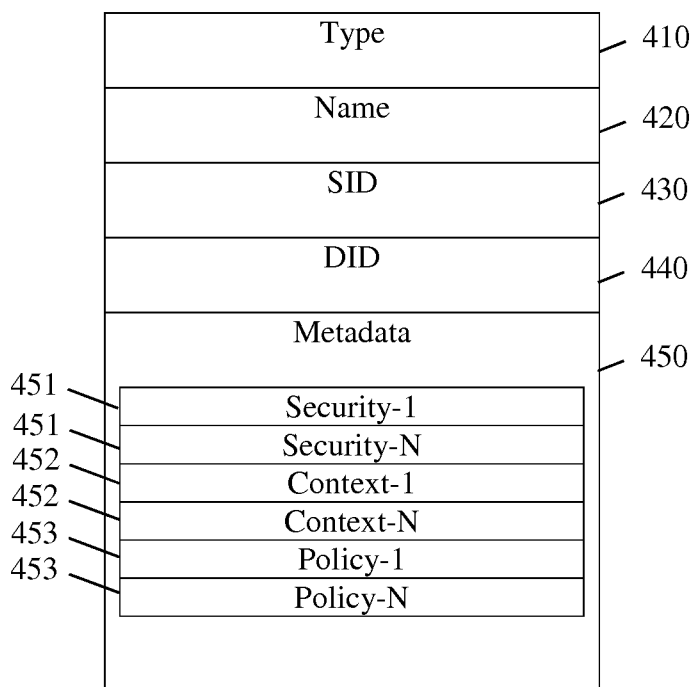 Type
410
Name
420
SID
430
DID
440
Metadata
450
451
Security-1
451
Security-N
452
Context-1
452
Context-N
453
Policy-1
453
Policy-N